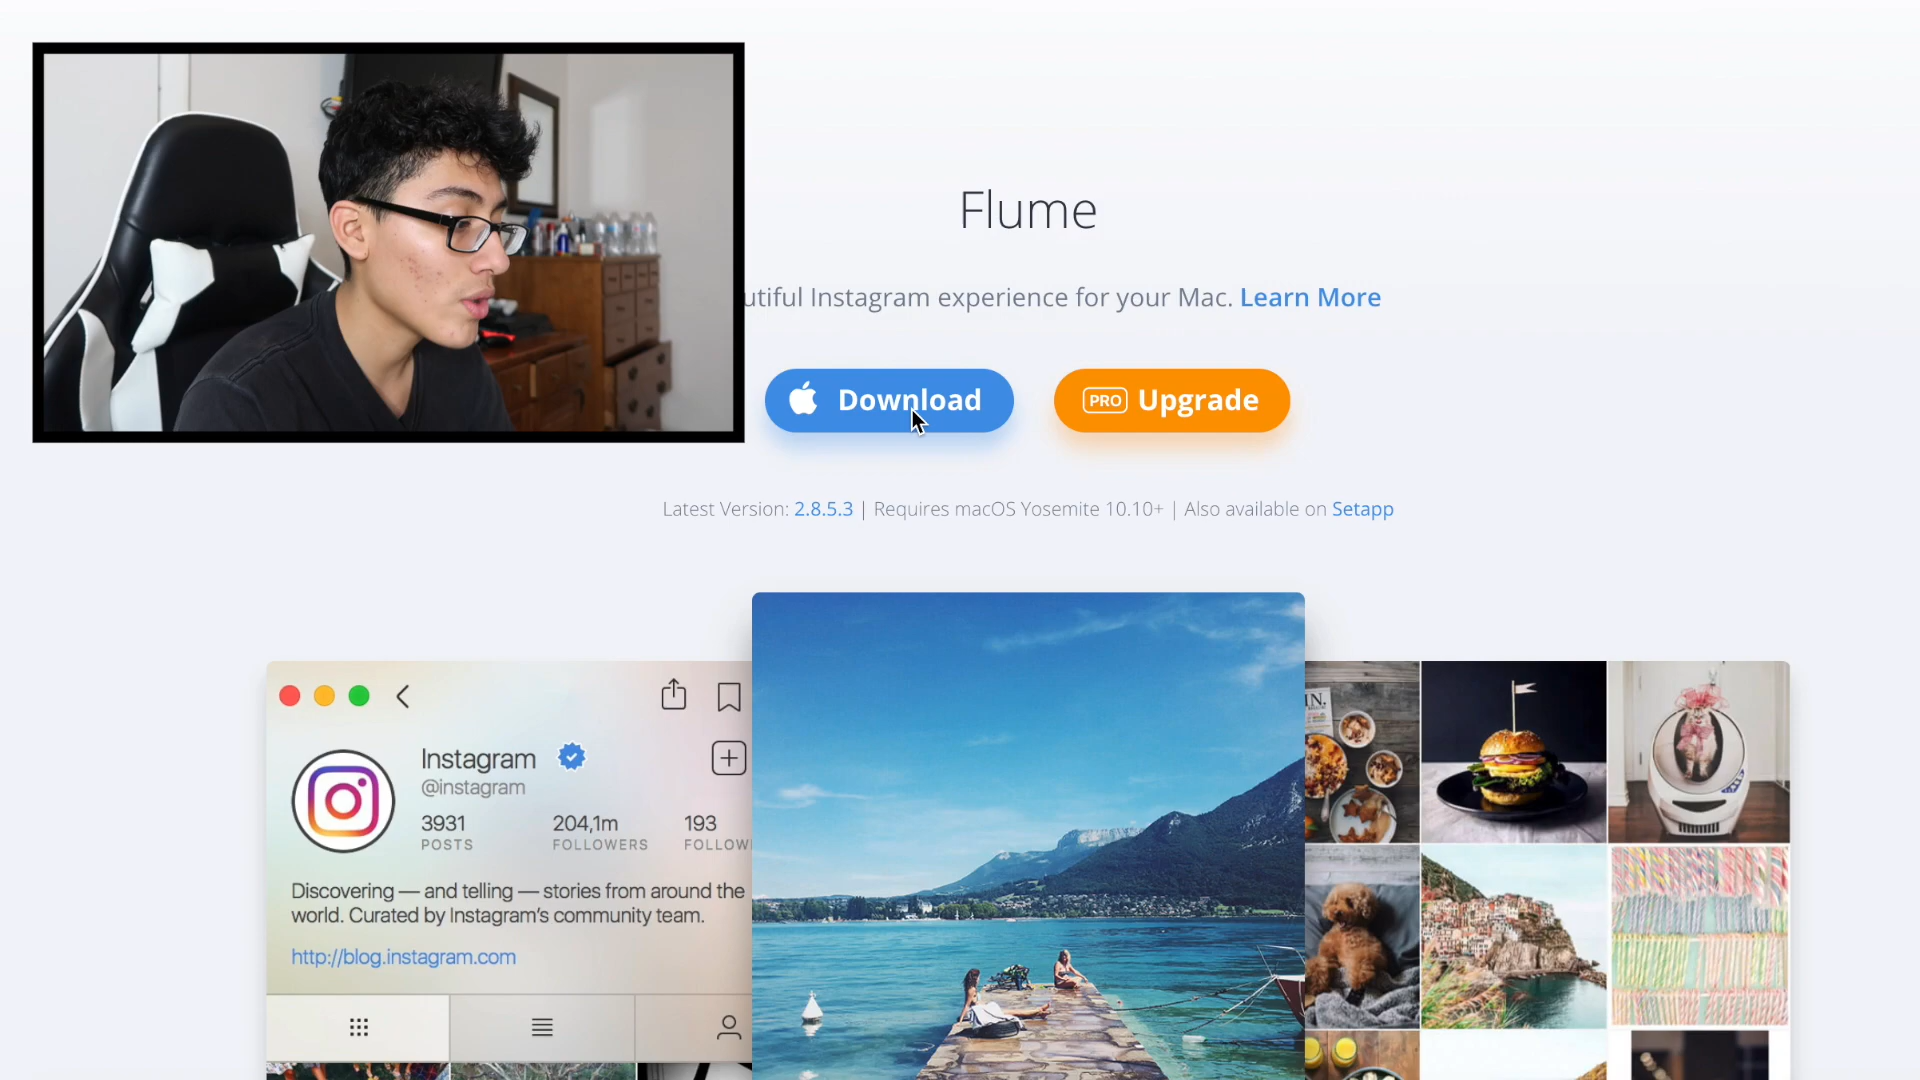 Flume
utiful Instagram experience for your Mac. Learn More
Download
PRO Upgrade
Latest Version: 2.8.5.3 | Requires macOS Yosemite 10.10+ | Also available on Setapp
Instagram
@instagram
3931 204,1m 193
POSTS FOLLOWERS FOLLOW
Discovering — and telling — stories from around the
world. Curated by Instagram's community team.
http://blog.instagram.com
IN.